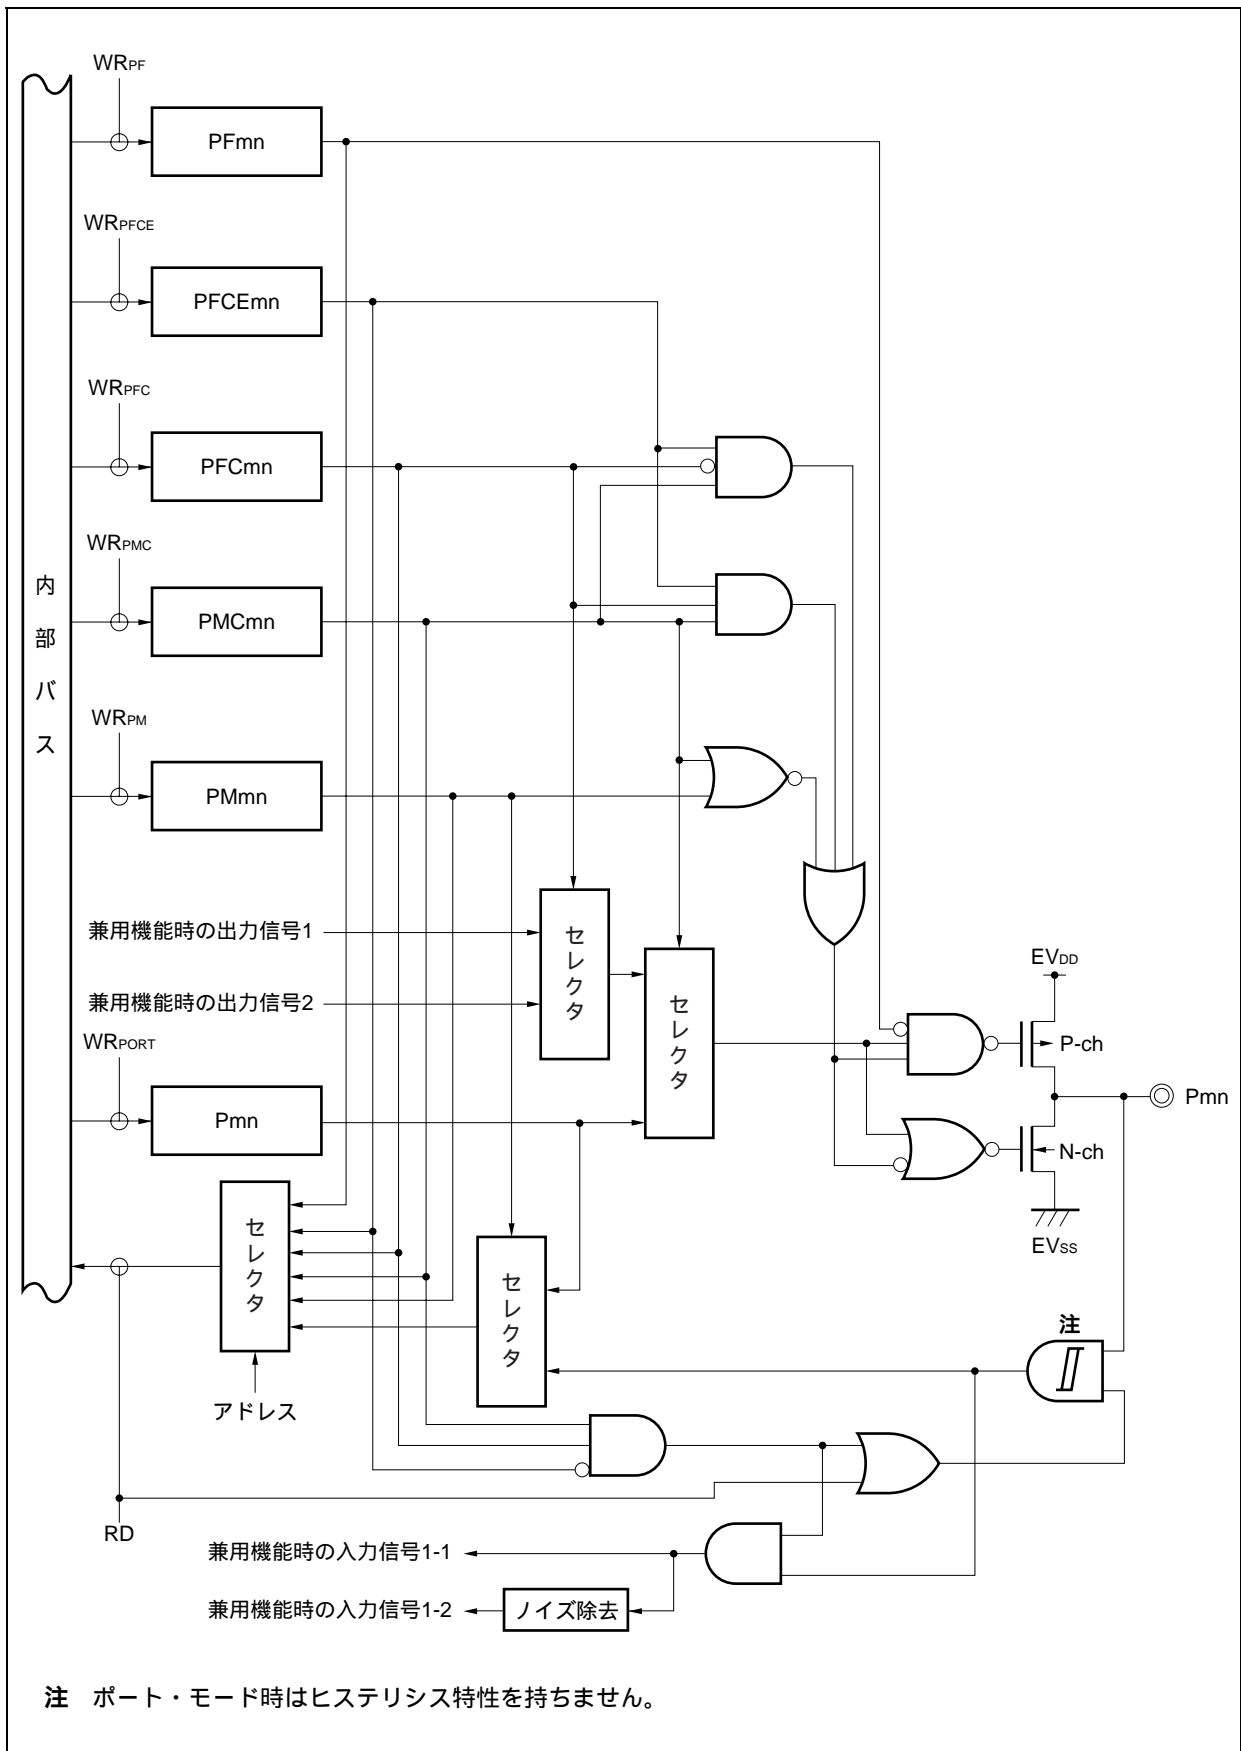 WRPF
PFmn
WRPFCE
PFCEmn
WRPFC
PFCmn
WRPMC
PMCmn
内部バス
WRPM
PMmn
兼用機能時の出力信号1
兼用機能時の出力信号2
セレクタ
セレクタ
EVDD
P-ch
WRPORT
Pmn
Pmn
N-ch
EVSS
セレクタ
セレクタ
注
アドレス
RD
兼用機能時の入力信号1-1
兼用機能時の入力信号1-2
ノイズ除去
注 ポート・モード時はヒステリシス特性を持ちません。